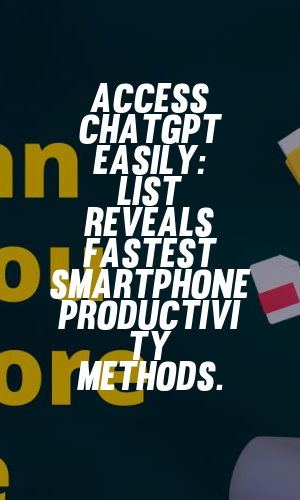 ACCESS
CHATGPT
EASILY:
LIST
REVEALS
FASTEST
SMARTPHONE
PRODUCTIVI
TY
METHODS.